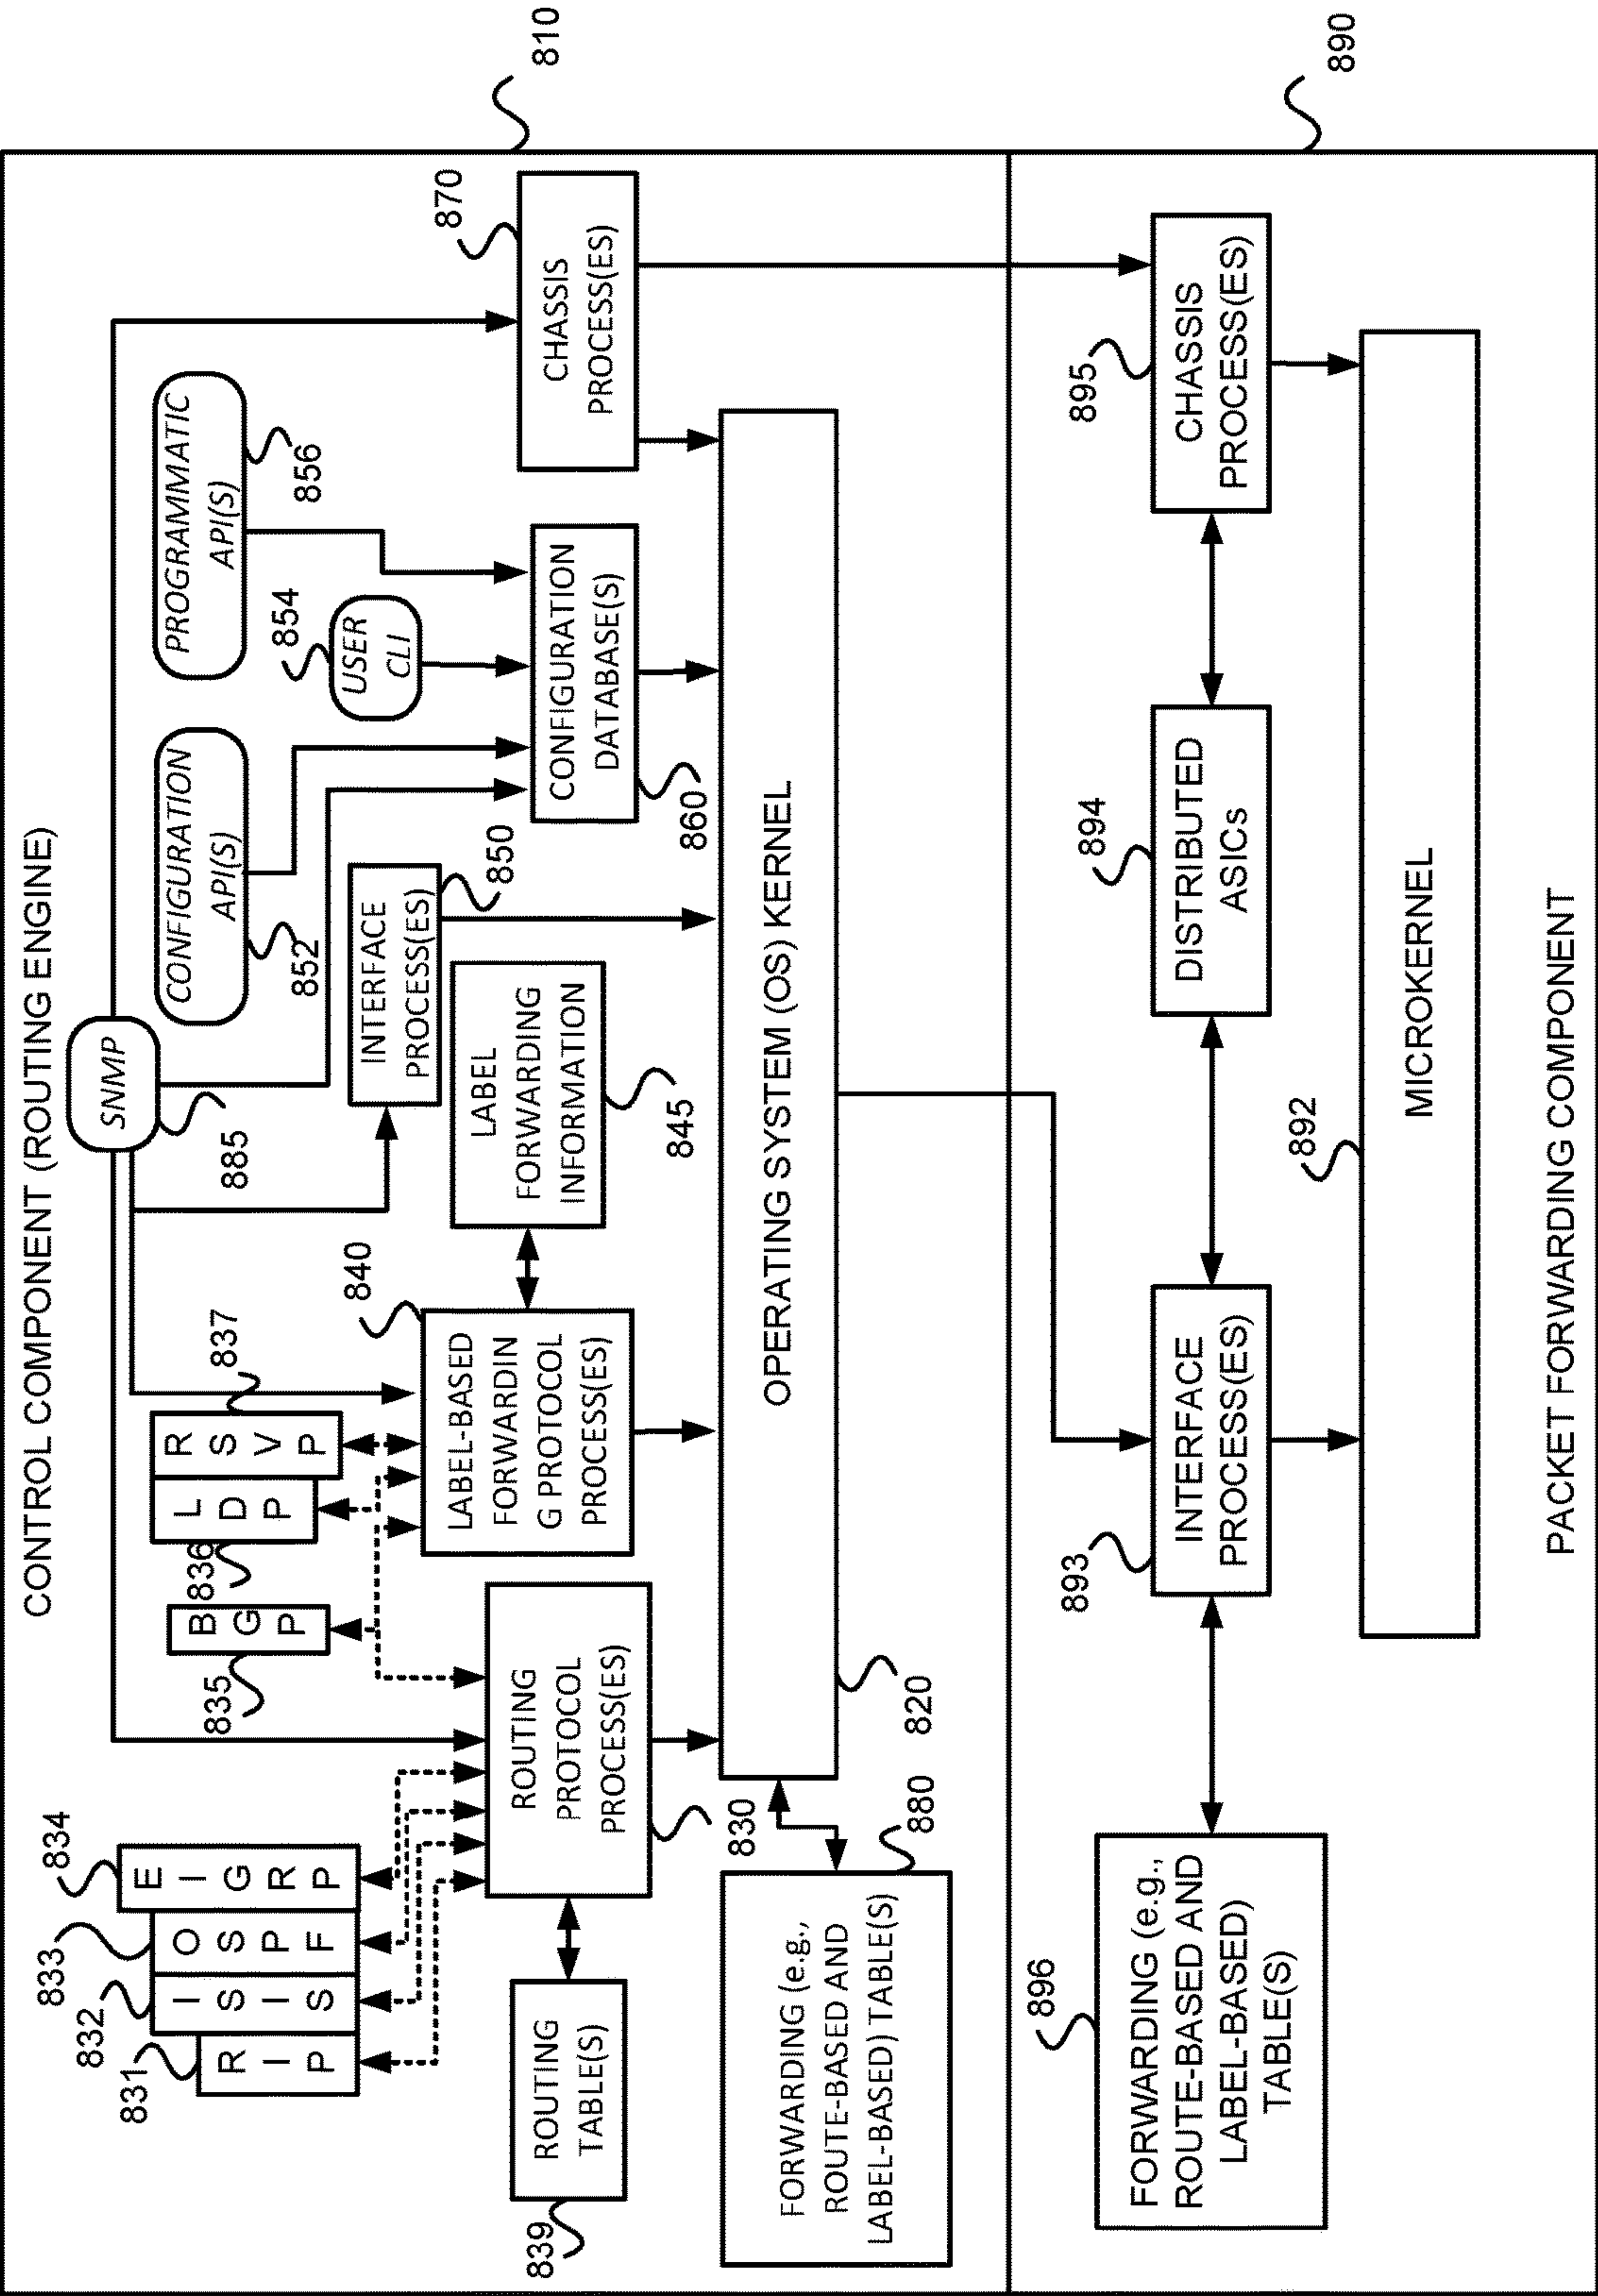 CONTROL COMPONENT (ROUTING ENGINE)
810
SNMP
885
834
833
832
831
E I G R P
O S P F
I S I S
R I P
835
B G P
836
L D P
837
R S V P
CONFIGURATION
API(S)
852
PROGRAMMATIC
API(S)
856
854
USER
CLI
870
CHASSIS
PROCESS(ES)
840
LABEL-BASED
FORWARDIN
G PROTOCOL
PROCESS(ES)
INTERFACE
PROCESS(ES)
850
LABEL
FORWARDING
INFORMATION
845
CONFIGURATION
DATABASE(S)
860
839
ROUTING
TABLE(S)
ROUTING
PROTOCOL
PROCESS(ES)
830
OPERATING SYSTEM (OS) KERNEL
820
880
FORWARDING (e.g.,
ROUTE-BASED AND
LABEL-BASED) TABLE(S)
890
896
FORWARDING (e.g.,
ROUTE-BASED AND
LABEL-BASED)
TABLE(S)
893
INTERFACE
PROCESS(ES)
894
DISTRIBUTED
ASICs
895
CHASSIS
PROCESS(ES)
892
MICROKERNEL
PACKET FORWARDING COMPONENT